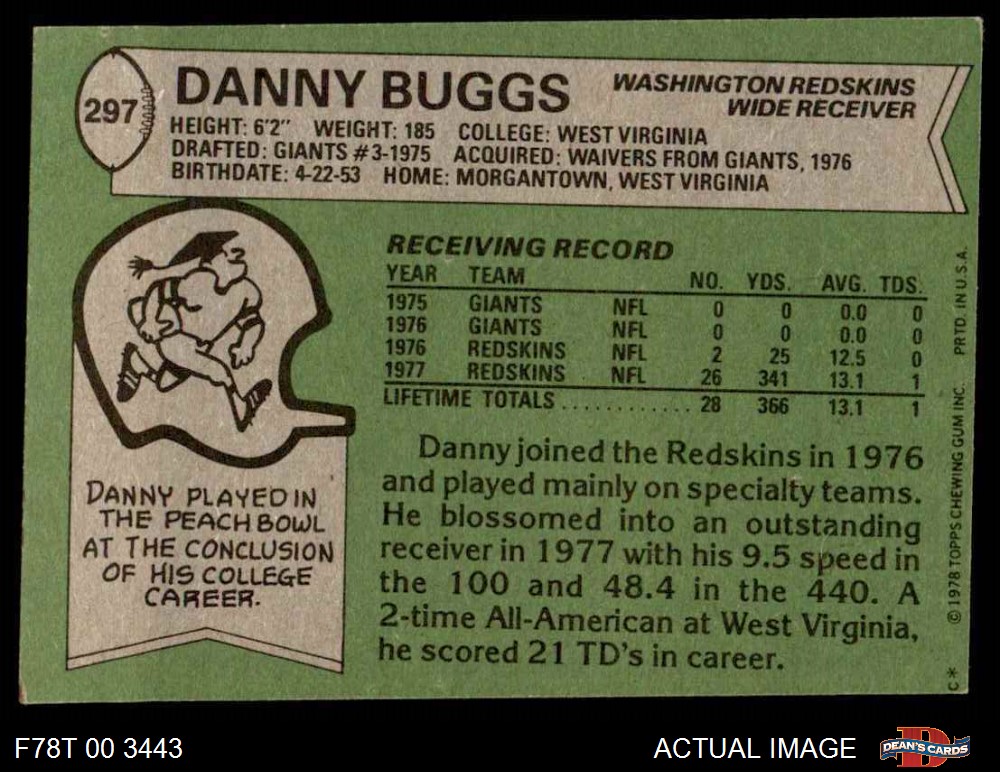 297
DANNY BUGGS
WASHINGTON REDSKINS
WIDE RECEIVER
HEIGHT: 6'2" WEIGHT: 185 COLLEGE: WEST VIRGINIA
DRAFTED: GIANTS #3-1975 ACQUIRED: WAIVERS FROM GIANTS, 1976
BIRTHDATE: 4-22-53 HOME: MORGANTOWN, WEST VIRGINIA
RECEIVING RECORD
YEAR TEAM NO. YDS. AVG. TDS.
1975 GIANTS NFL 0 0 0.0 0
1976 GIANTS NFL 0 0 0.0 0
1976 REDSKINS NFL 2 25 12.5 0
1977 REDSKINS NFL 26 341 13.1 1
LIFETIME TOTALS ............ 28 366 13.1 1
Danny joined the Redskins in 1976
and played mainly on specialty teams.
He blossomed into an outstanding
receiver in 1977 with his 9.5 speed in
the 100 and 48.4 in the 440. A
2-time All-American at West Virginia,
he scored 21 TD's in career.
DANNY PLAYED IN
THE PEACH BOWL
AT THE CONCLUSION
OF HIS COLLEGE
CAREER.
C* ©1978 TOPPS CHEWING GUM INC. PRTD. IN U.S.A.
F78T 00 3443
ACTUAL IMAGE
D
DEAN'S CARDS